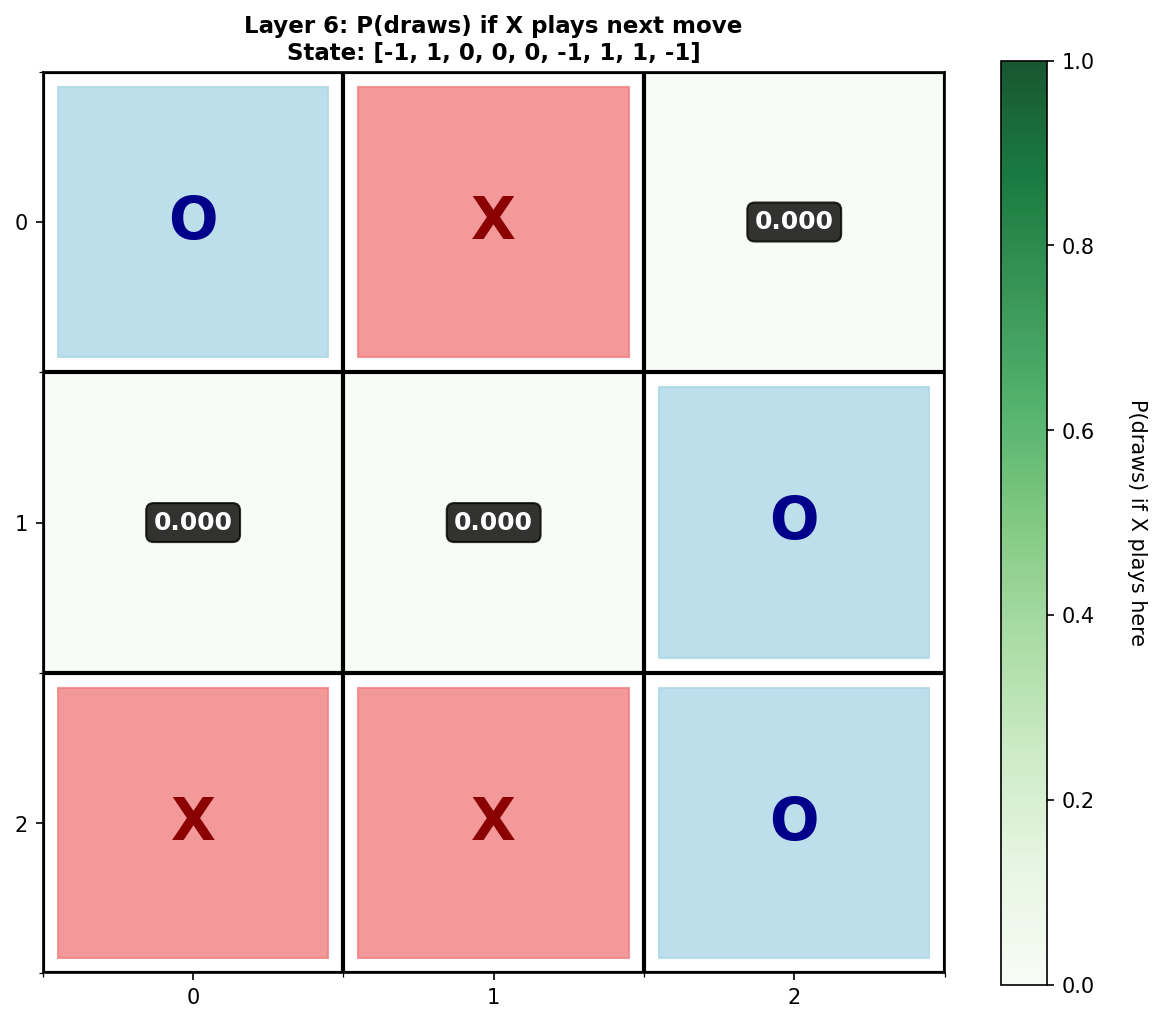 Layer 6: P(draws) if X plays next move
State: [-1, 1, 0, 0, 0, -1, 1, 1, -1]
O X 0.000
0.000 0.000 O
X X O
0
1
2
0 1 2
1.0
0.8
0.6
0.4
0.2
0.0
P(draws) if X plays here